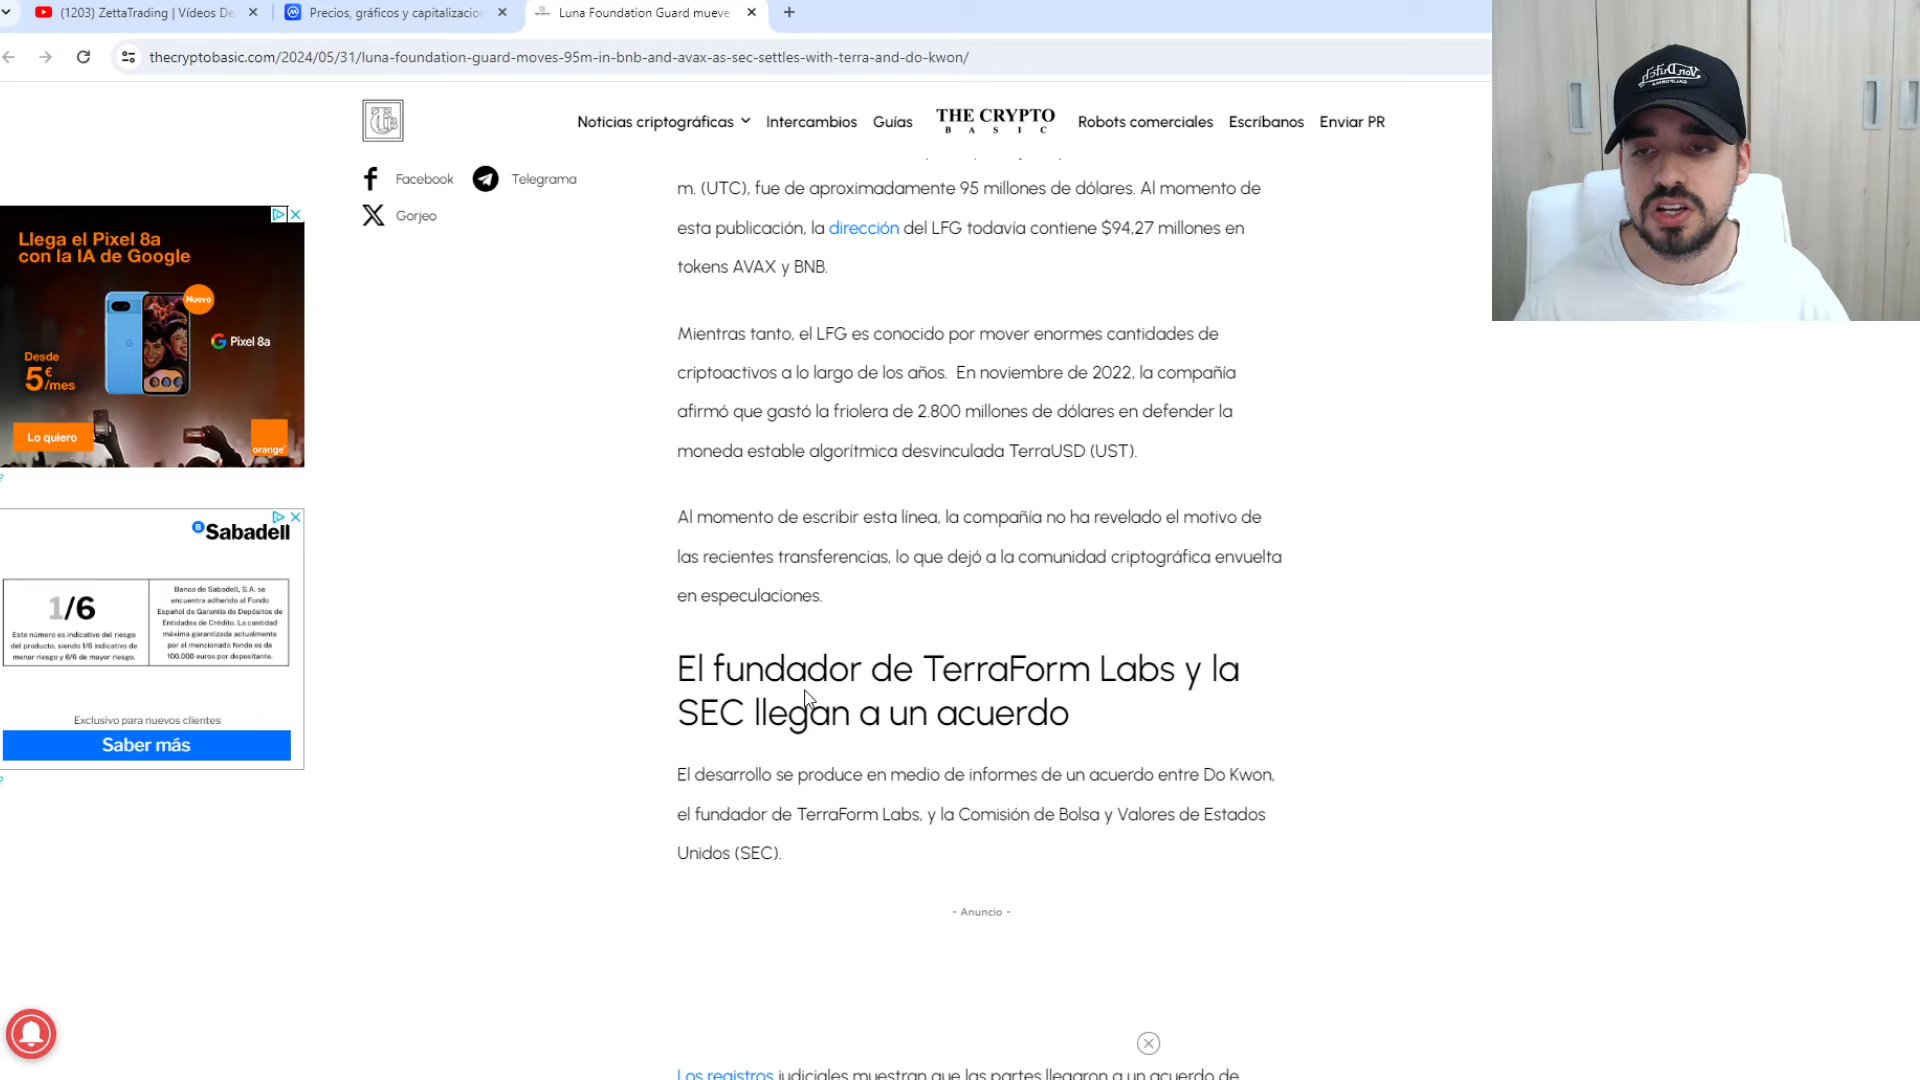 (1203) ZettaTrading | Vídeos De
Precios, gráficos y capitalizacio
Luna Foundation Guard mueve
thecryptobasic.com/2024/05/31/luna-foundation-guard-moves-95m-in-bnb-and-avax-as-sec-settles-with-terra-and-do-kwon/
Noticias criptográficas
Intercambios
Guías
THE CRYPTO
BASIC
Robots comerciales
Escríbanos
Enviar PR
Facebook
Telegrama
Gorjeo
m. (UTC), fue de aproximadamente 95 millones de dólares. Al momento de
esta publicación, la dirección del LFG todavía contiene $94,27 millones en
tokens AVAX y BNB.
Mientras tanto, el LFG es conocido por mover enormes cantidades de
criptoactivos a lo largo de los años. En noviembre de 2022, la compañía
afirmó que gastó la friolera de 2.800 millones de dólares en defender la
moneda estable algorítmica desvinculada TerraUSD (UST).
Al momento de escribir esta línea, la compañía no ha revelado el motivo de
las recientes transferencias, lo que dejó a la comunidad criptográfica envuelta
en especulaciones.
El fundador de TerraForm Labs y la
SEC llegan a un acuerdo
El desarrollo se produce en medio de informes de un acuerdo entre Do Kwon,
el fundador de TerraForm Labs, y la Comisión de Bolsa y Valores de Estados
Unidos (SEC).
- Anuncio -
Los registros judiciales muestran que las partes llegaron a un acuerdo de
Llega el Pixel 8a
con la IA de Google
Nuevo
Pixel 8a
Desde
5€/mes
Lo quiero
orange
Sabadell
1/6
Este número es indicativo del riesgo
del producto, siendo 1/6 indicativo de
menor riesgo y 6/6 de mayor riesgo.
Banco de Sabadell, S.A. se
encuentra adherido al Fondo
Español de Garantía de Depósitos de
Entidades de Crédito. La cantidad
máxima garantizada actualmente
por el mencionado fondo es de
100.000 euros por depositante.
Exclusivo para nuevos clientes
Saber más